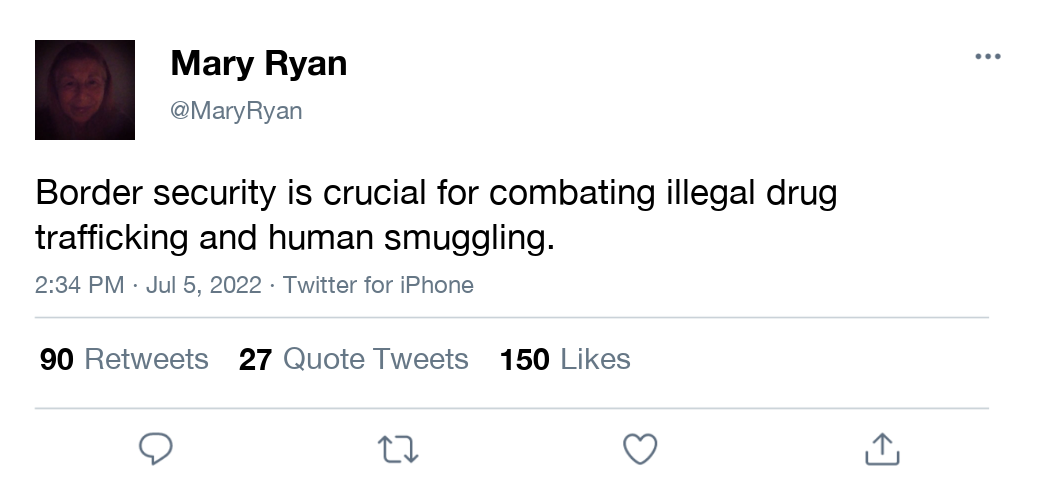 Mary Ryan
@MaryRyan
Border security is crucial for combating illegal drug
trafficking and human smuggling.
2:34 PM · Jul 5, 2022 · Twitter for iPhone
90 Retweets 27 Quote Tweets 150 Likes